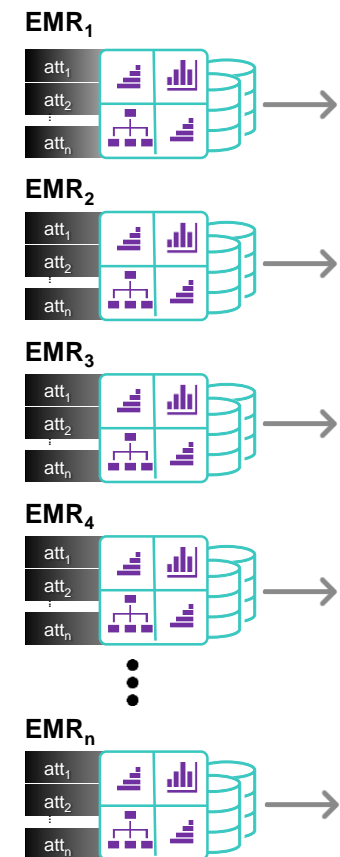 EMR₁
att₁
att₂
attₙ
EMR₂
att₁
att₂
attₙ
EMR₃
att₁
att₂
attₙ
EMR₄
att₁
att₂
attₙ
EMRₙ
att₁
att₂
attₙ